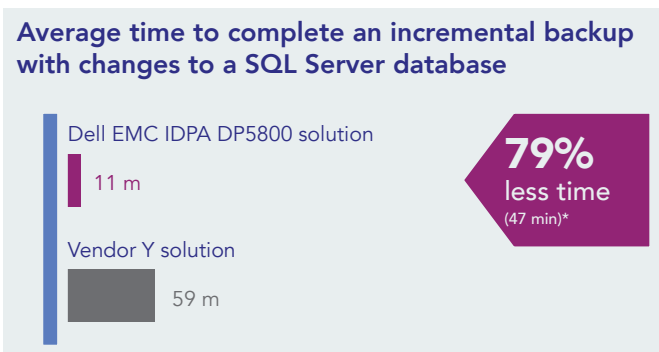 Average time to complete an incremental backup
with changes to a SQL Server database
Dell EMC IDPA DP5800 solution
11 m
79%
less time
(47 min)*
Vendor Y solution
59 m